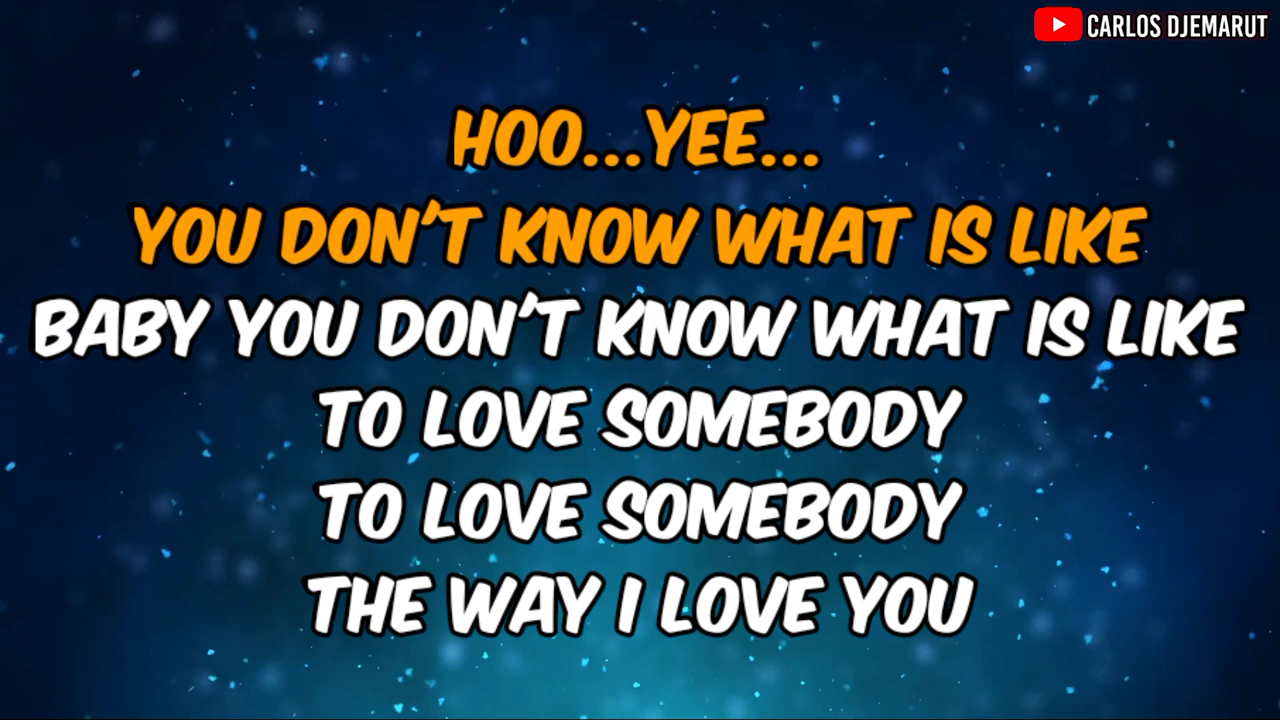 CARLOS DJEMARUT
HOO...YEE...
YOU DON'T KNOW WHAT IS LIKE
BABY YOU DON'T KNOW WHAT IS LIKE
TO LOVE SOMEBODY
TO LOVE SOMEBODY
THE WAY I LOVE YOU